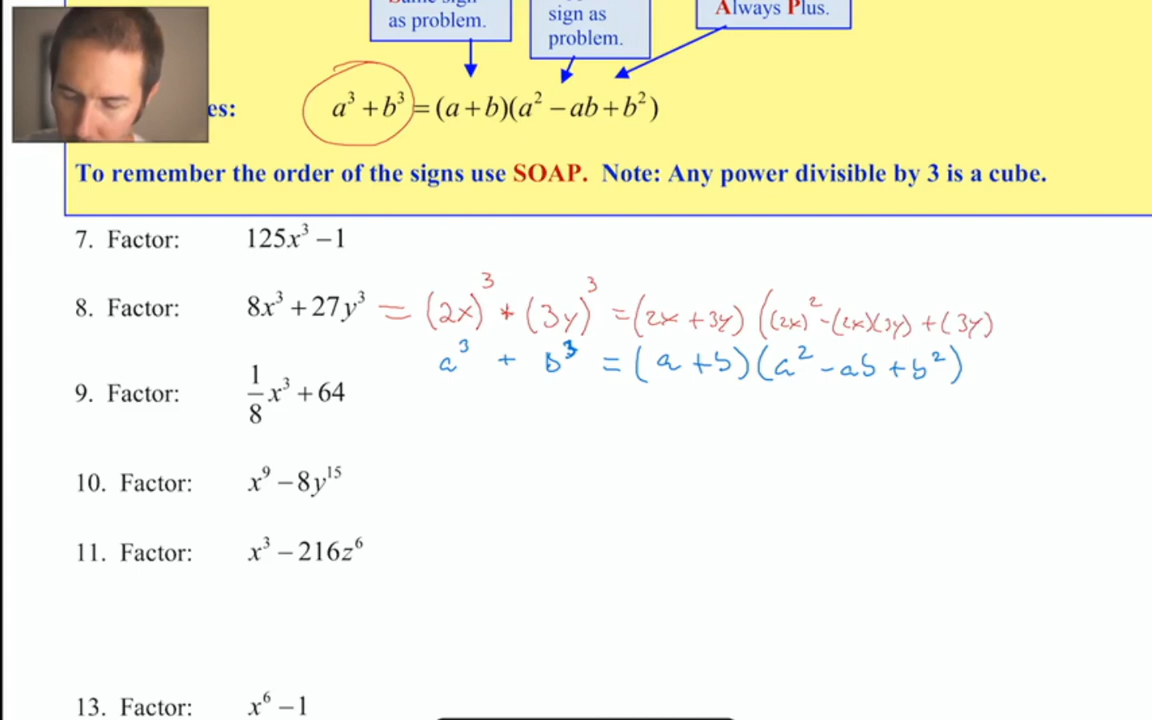 as problem.
sign as
problem.
Always Plus.
es: a³ + b³ = (a + b)(a² − ab + b²)
To remember the order of the signs use SOAP. Note: Any power divisible by 3 is a cube.
7. Factor: 125x³ − 1
8. Factor: 8x³ + 27y³ = (2x)³ + (3y)³ = (2x + 3y) ((2x)² - (2x)(3y) + (3y)
a³ + b³ = (a + b)(a² - ab + b²)
9. Factor: 1/8 x³ + 64
10. Factor: x⁹ − 8y¹⁵
11. Factor: x³ − 216z⁶
13. Factor: x⁶ − 1